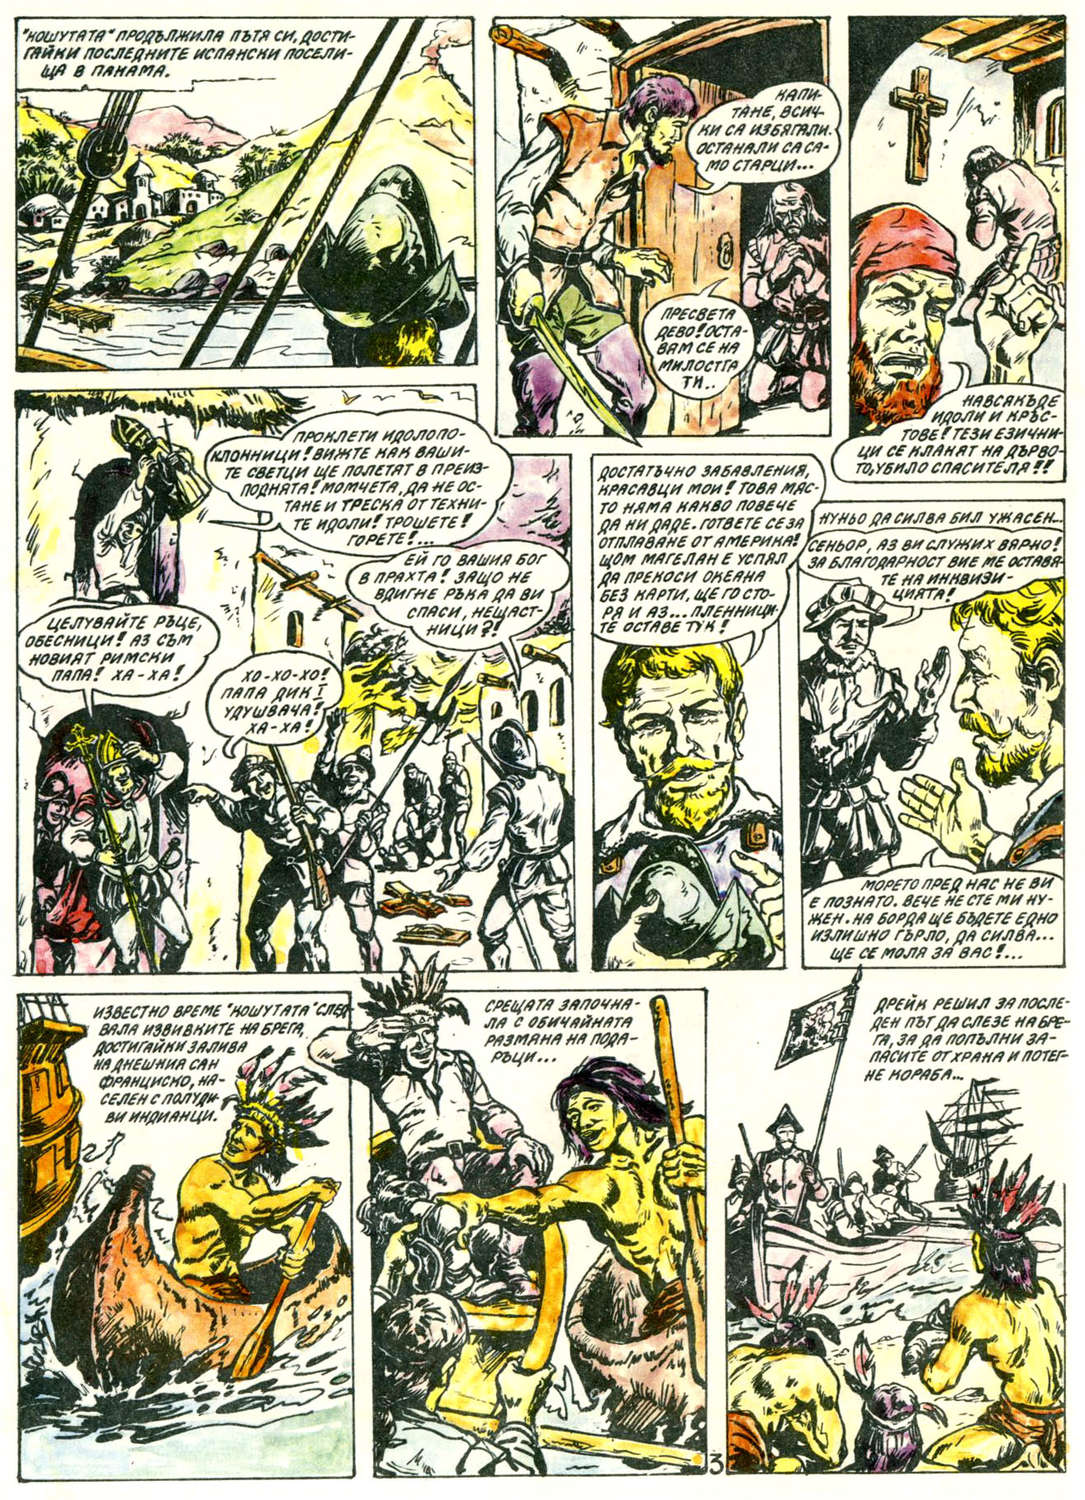 "КОШУТАТА" ПРОДЪЛЖИЛА ПЪТЯ СИ, ДОСТИ-
ГАЙКИ ПОСЛЕДНИТЕ ИСПАНСКИ ПОСЕЛИ-
ЩА В ПАНАМА.
КАПИ-
ТАНЕ, ВСИЧ-
КИ СА ИЗБЯГАЛИ.
ОСТАНАЛИ СА СА-
МО СТАРЦИ...
ПРЕСВЕТА
ДЕВО! ОСТА-
ВАМ СЕ НА
МИЛОСТТА
ТИ..
НАВСЯКЪДЕ
ИДОЛИ И КРЪС-
ТОВЕ! ТЕЗИ ЕЗИЧНИ-
ЦИ СЕ КЛАНЯТ НА ДЪРВО-
ТО, УБИЛО СПАСИТЕЛЯ!?
ПРОКЛЕТИ ИДОЛОПО-
КЛОННИЦИ! ВИЖТЕ КАК ВАШИ-
ТЕ СВЕТЦИ ЩЕ ПОЛЕТЯТ В ПРЕИЗ-
ПОДНЯТА! МОМЧЕТА, ДА НЕ ОС-
ТАНЕ И ТРЕСКА ОТ ТЕХНИ-
ТЕ ИДОЛИ! ТРОШЕТЕ!
ГОРЕТЕ!...
ЕЙ ГО ВАШИЯ БОГ
В ПРАХТА! ЗАЩО НЕ
ВДИГНЕ РЪКА ДА ВИ
СПАСИ, НЕЩАСТ-
НИЦИ?!
ЦЕЛУВАЙТЕ РЪЦЕ,
ОБЕСНИЦИ! АЗ СЪМ
НОВИЯТ РИМСКИ
ПАПА! ХА-ХА!
ХО-ХО-ХО!
ПАПА ДИК I
УДУШВАЧА!
ХА-ХА!
ДОСТАТЪЧНО ЗАБАВЛЕНИЯ,
КРАСАВЦИ МОИ! ТОВА МЯС-
ТО НЯМА КАКВО ПОВЕЧЕ
ДА НИ ДАДЕ. ГОТВЕТЕ СЕ ЗА
ОТПЛАВАНЕ ОТ АМЕРИКА!
ЩОМ МАГЕЛАН Е УСПЯЛ
ДА ПРЕКОСИ ОКЕАНА
БЕЗ КАРТИ, ЩЕ ГО СТО-
РЯ И АЗ... ПЛЕННИЦИ-
ТЕ ОСТАВЕТЕ ТУК!
НУНЬО ДА СИЛВА БИЛ УЖАСЕН...
СЕНЬОР, АЗ ВИ СЛУЖИХ ВЯРНО!
ЗА БЛАГОДАРНОСТ ВИЕ МЕ ОСТАВЯ-
ТЕ НА ИНКВИЗИ-
ЦИЯТА!
МОРЕТО ПРЕД НАС НЕ ВИ
Е ПОЗНАТО. ВЕЧЕ НЕ СТЕ МИ НУ-
ЖЕН. НА БОРДА ЩЕ БЪДЕТЕ ЕДНО
ИЗЛИШНО ГЪРЛО, ДА СИЛВА...
ЩЕ СЕ МОЛЯ ЗА ВАС!...
ИЗВЕСТНО ВРЕМЕ "КОШУТАТА" СЛЕД-
ВАЛА ИЗВИВКИТЕ НА БРЕГА,
ДОСТИГАЙКИ ЗАЛИВА
НА ДНЕШНИЯ САН
ФРАНЦИСКО, НА-
СЕЛЕН С ПОЛУДИ-
ВИ ИНДИАНЦИ.
СРЕЩАТА ЗАПОЧНА-
ЛА С ОБИЧАЙНАТА
РАЗМЯНА НА ПОДА-
РЪЦИ...
ДРЕЙК РЕШИЛ ЗА ПОСЛЕ-
ДЕН ПЪТ ДА СЛЕЗЕ НА БРЕ-
ГА, ЗА ДА ПОПЪЛНИ ЗА-
ПАСИТЕ ОТ ХРАНА И ПОТЕГ-
НЕ КОРАБА...
3